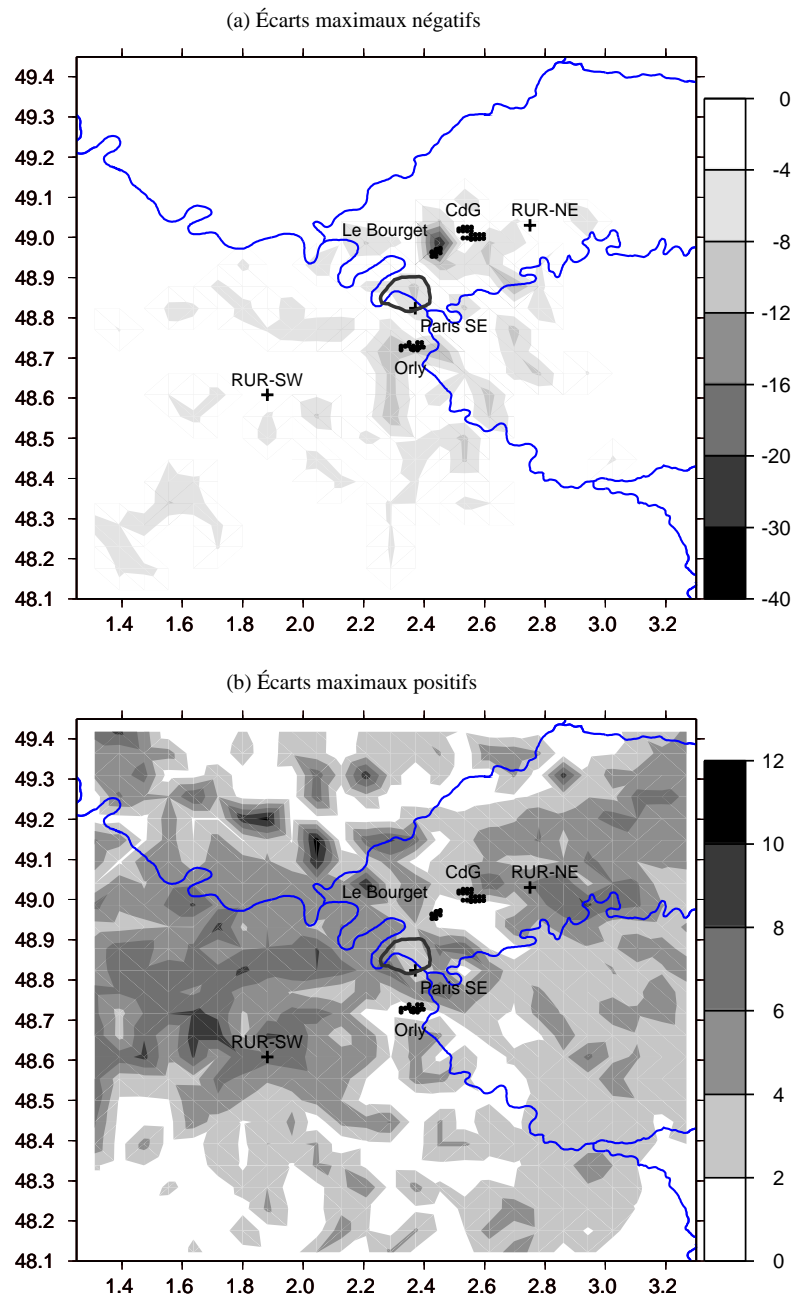 (a) Écarts maximaux négatifs
49.4
49.3
49.2
49.1
49.0
48.9
48.8
48.7
48.6
48.5
48.4
48.3
48.2
48.1
1.4 1.6 1.8 2.0 2.2 2.4 2.6 2.8 3.0 3.2
CdG
RUR-NE
Le Bourget
Paris SE
Orly
RUR-SW
0
-4
-8
-12
-16
-20
-30
-40
(b) Écarts maximaux positifs
49.4
49.3
49.2
49.1
49.0
48.9
48.8
48.7
48.6
48.5
48.4
48.3
48.2
48.1
1.4 1.6 1.8 2.0 2.2 2.4 2.6 2.8 3.0 3.2
CdG
RUR-NE
Le Bourget
Paris SE
Orly
RUR-SW
12
10
8
6
4
2
0